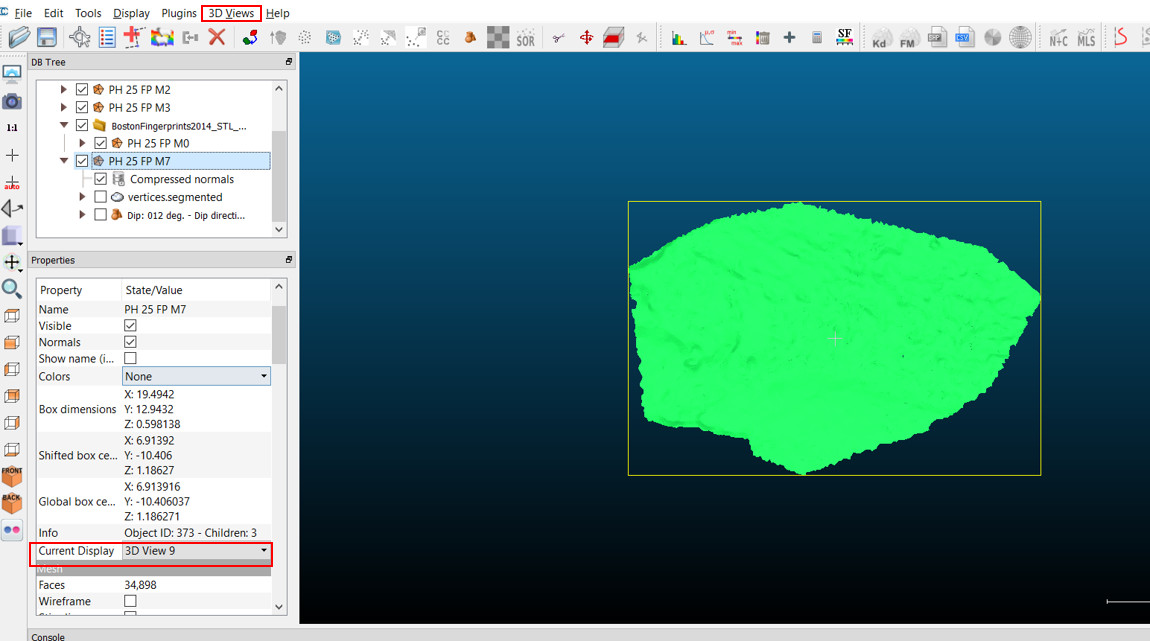 File Edit Tools Display Plugins 3D Views Help
C C
C C
SOR
min
max
SF
Kd
FM
CSV
N+C
MLS
DB Tree
PH 25 FP M2
PH 25 FP M3
BostonFingerprints2014_STL_...
PH 25 FP M0
PH 25 FP M7
Compressed normals
vertices.segmented
Dip: 012 deg. - Dip directi...
1:1
auto
FRONT
BACK
Properties
Property State/Value
Name PH 25 FP M7
Visible
Normals
Show name (i...
Colors None
Box dimensions X: 19.4942
Y: 12.9432
Z: 0.598138
Shifted box ce... X: 6.91392
Y: -10.406
Z: 1.18627
Global box ce... X: 6.913916
Y: -10.406037
Z: 1.186271
Info Object ID: 373 - Children: 3
Current Display 3D View 9
Mesh
Faces 34,898
Wireframe
Console